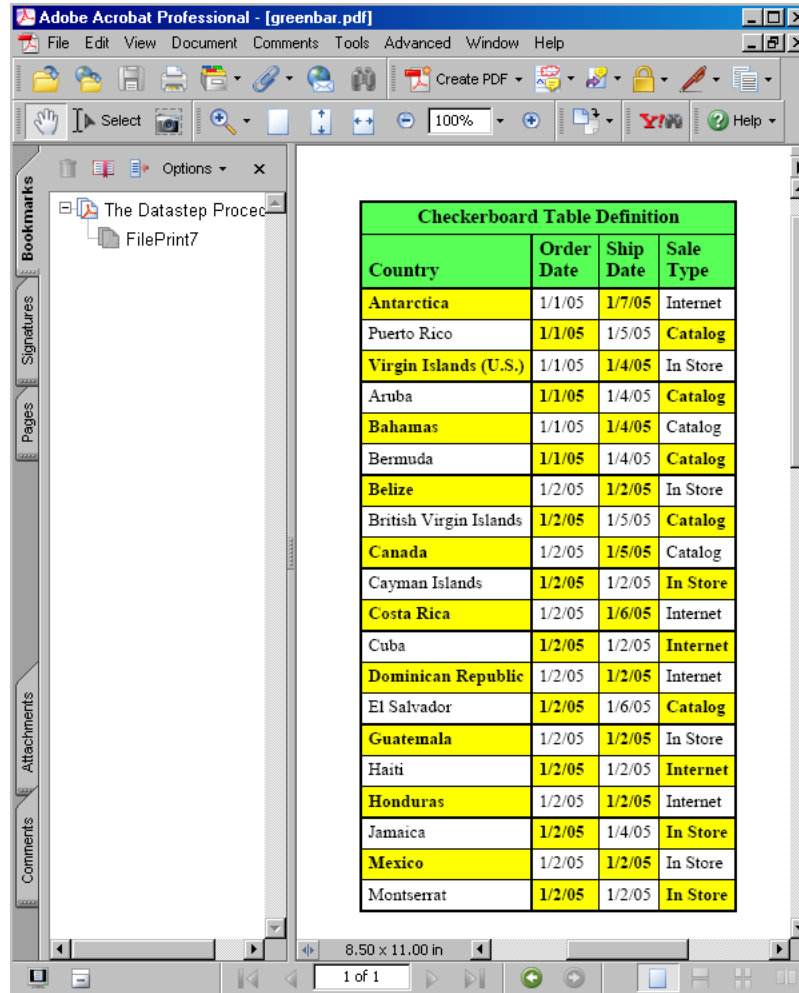 Adobe Acrobat Professional - [greenbar.pdf]
File Edit View Document Comments Tools Advanced Window Help
Create PDF
Select 100% Y! Help
Options x
Bookmarks
Signatures
Pages
Attachments
Comments
The Datastep Proced
FilePrint7
Checkerboard Table Definition
Country Order Date Ship Date Sale Type
Antarctica 1/1/05 1/7/05 Internet
Puerto Rico 1/1/05 1/5/05 Catalog
Virgin Islands (U.S.) 1/1/05 1/4/05 In Store
Aruba 1/1/05 1/4/05 Catalog
Bahamas 1/1/05 1/4/05 Catalog
Bermuda 1/1/05 1/4/05 Catalog
Belize 1/2/05 1/2/05 In Store
British Virgin Islands 1/2/05 1/5/05 Catalog
Canada 1/2/05 1/5/05 Catalog
Cayman Islands 1/2/05 1/2/05 In Store
Costa Rica 1/2/05 1/6/05 Internet
Cuba 1/2/05 1/2/05 Internet
Dominican Republic 1/2/05 1/2/05 Internet
El Salvador 1/2/05 1/6/05 Catalog
Guatemala 1/2/05 1/2/05 In Store
Haiti 1/2/05 1/2/05 Internet
Honduras 1/2/05 1/2/05 Internet
Jamaica 1/2/05 1/4/05 In Store
Mexico 1/2/05 1/2/05 In Store
Montserrat 1/2/05 1/2/05 In Store
8.50 x 11.00 in
1 of 1